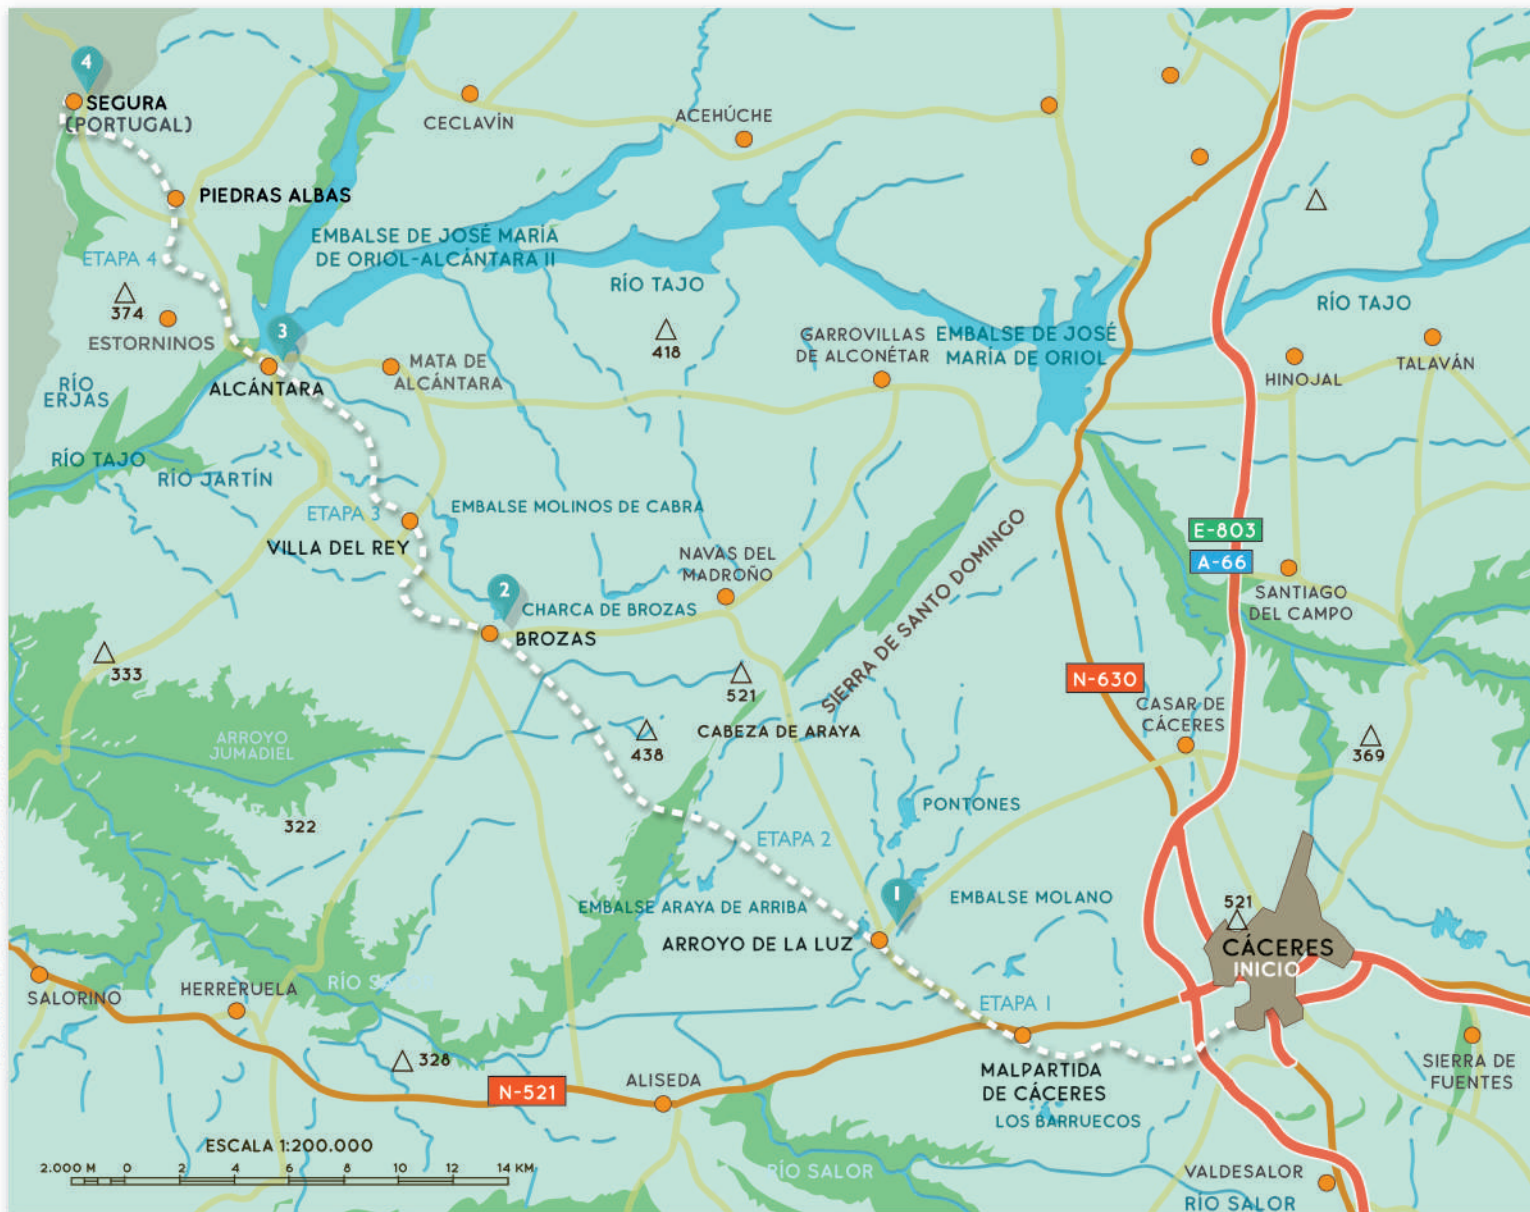 4
SEGURA
(PORTUGAL)
CECLAVÍN
ACEHÚCHE
PIEDRAS ALBAS
EMBALSE DE JOSÉ MARÍA
DE ORIOL-ALCÁNTARA II
ETAPA 4
RÍO TAJO
374
ESTORNINOS
3
418
GARROVILLAS
DE ALCONÉTAR
EMBALSE DE JOSÉ
MARÍA DE ORIOL
RÍO TAJO
HINOJAL
TALAVÁN
MATA DE
ALCÁNTARA
ALCÁNTARA
RÍO
ERJAS
RÍO TAJO
RÍO JARTÍN
ETAPA 3
EMBALSE MOLINOS DE CABRA
VILLA DEL REY
NAVAS DEL
MADROÑO
SIERRA DE SANTO DOMINGO
E-803
A-66
SANTIAGO
DEL CAMPO
2
CHARCA DE BROZAS
BROZAS
333
521
N-630
CASAR DE
CÁCERES
CABEZA DE ARAYA
438
369
ARROYO
JUMADIEL
322
PONTONES
ETAPA 2
1
EMBALSE ARAYA DE ARRIBA
EMBALSE MOLANO
521
ARROYO DE LA LUZ
CÁCERES
INICIO
SALORINO
HERRERUELA
RÍO
ETAPA 1
328
MALPARTIDA
DE CÁCERES
SIERRA DE
FUENTES
N-521
ALISEDA
LOS BARRUECOS
ESCALA 1:200.000
2.000 M 0 2 4 6 8 10 12 14 KM
RÍO SALOR
VALDESALOR
RÍO SALOR